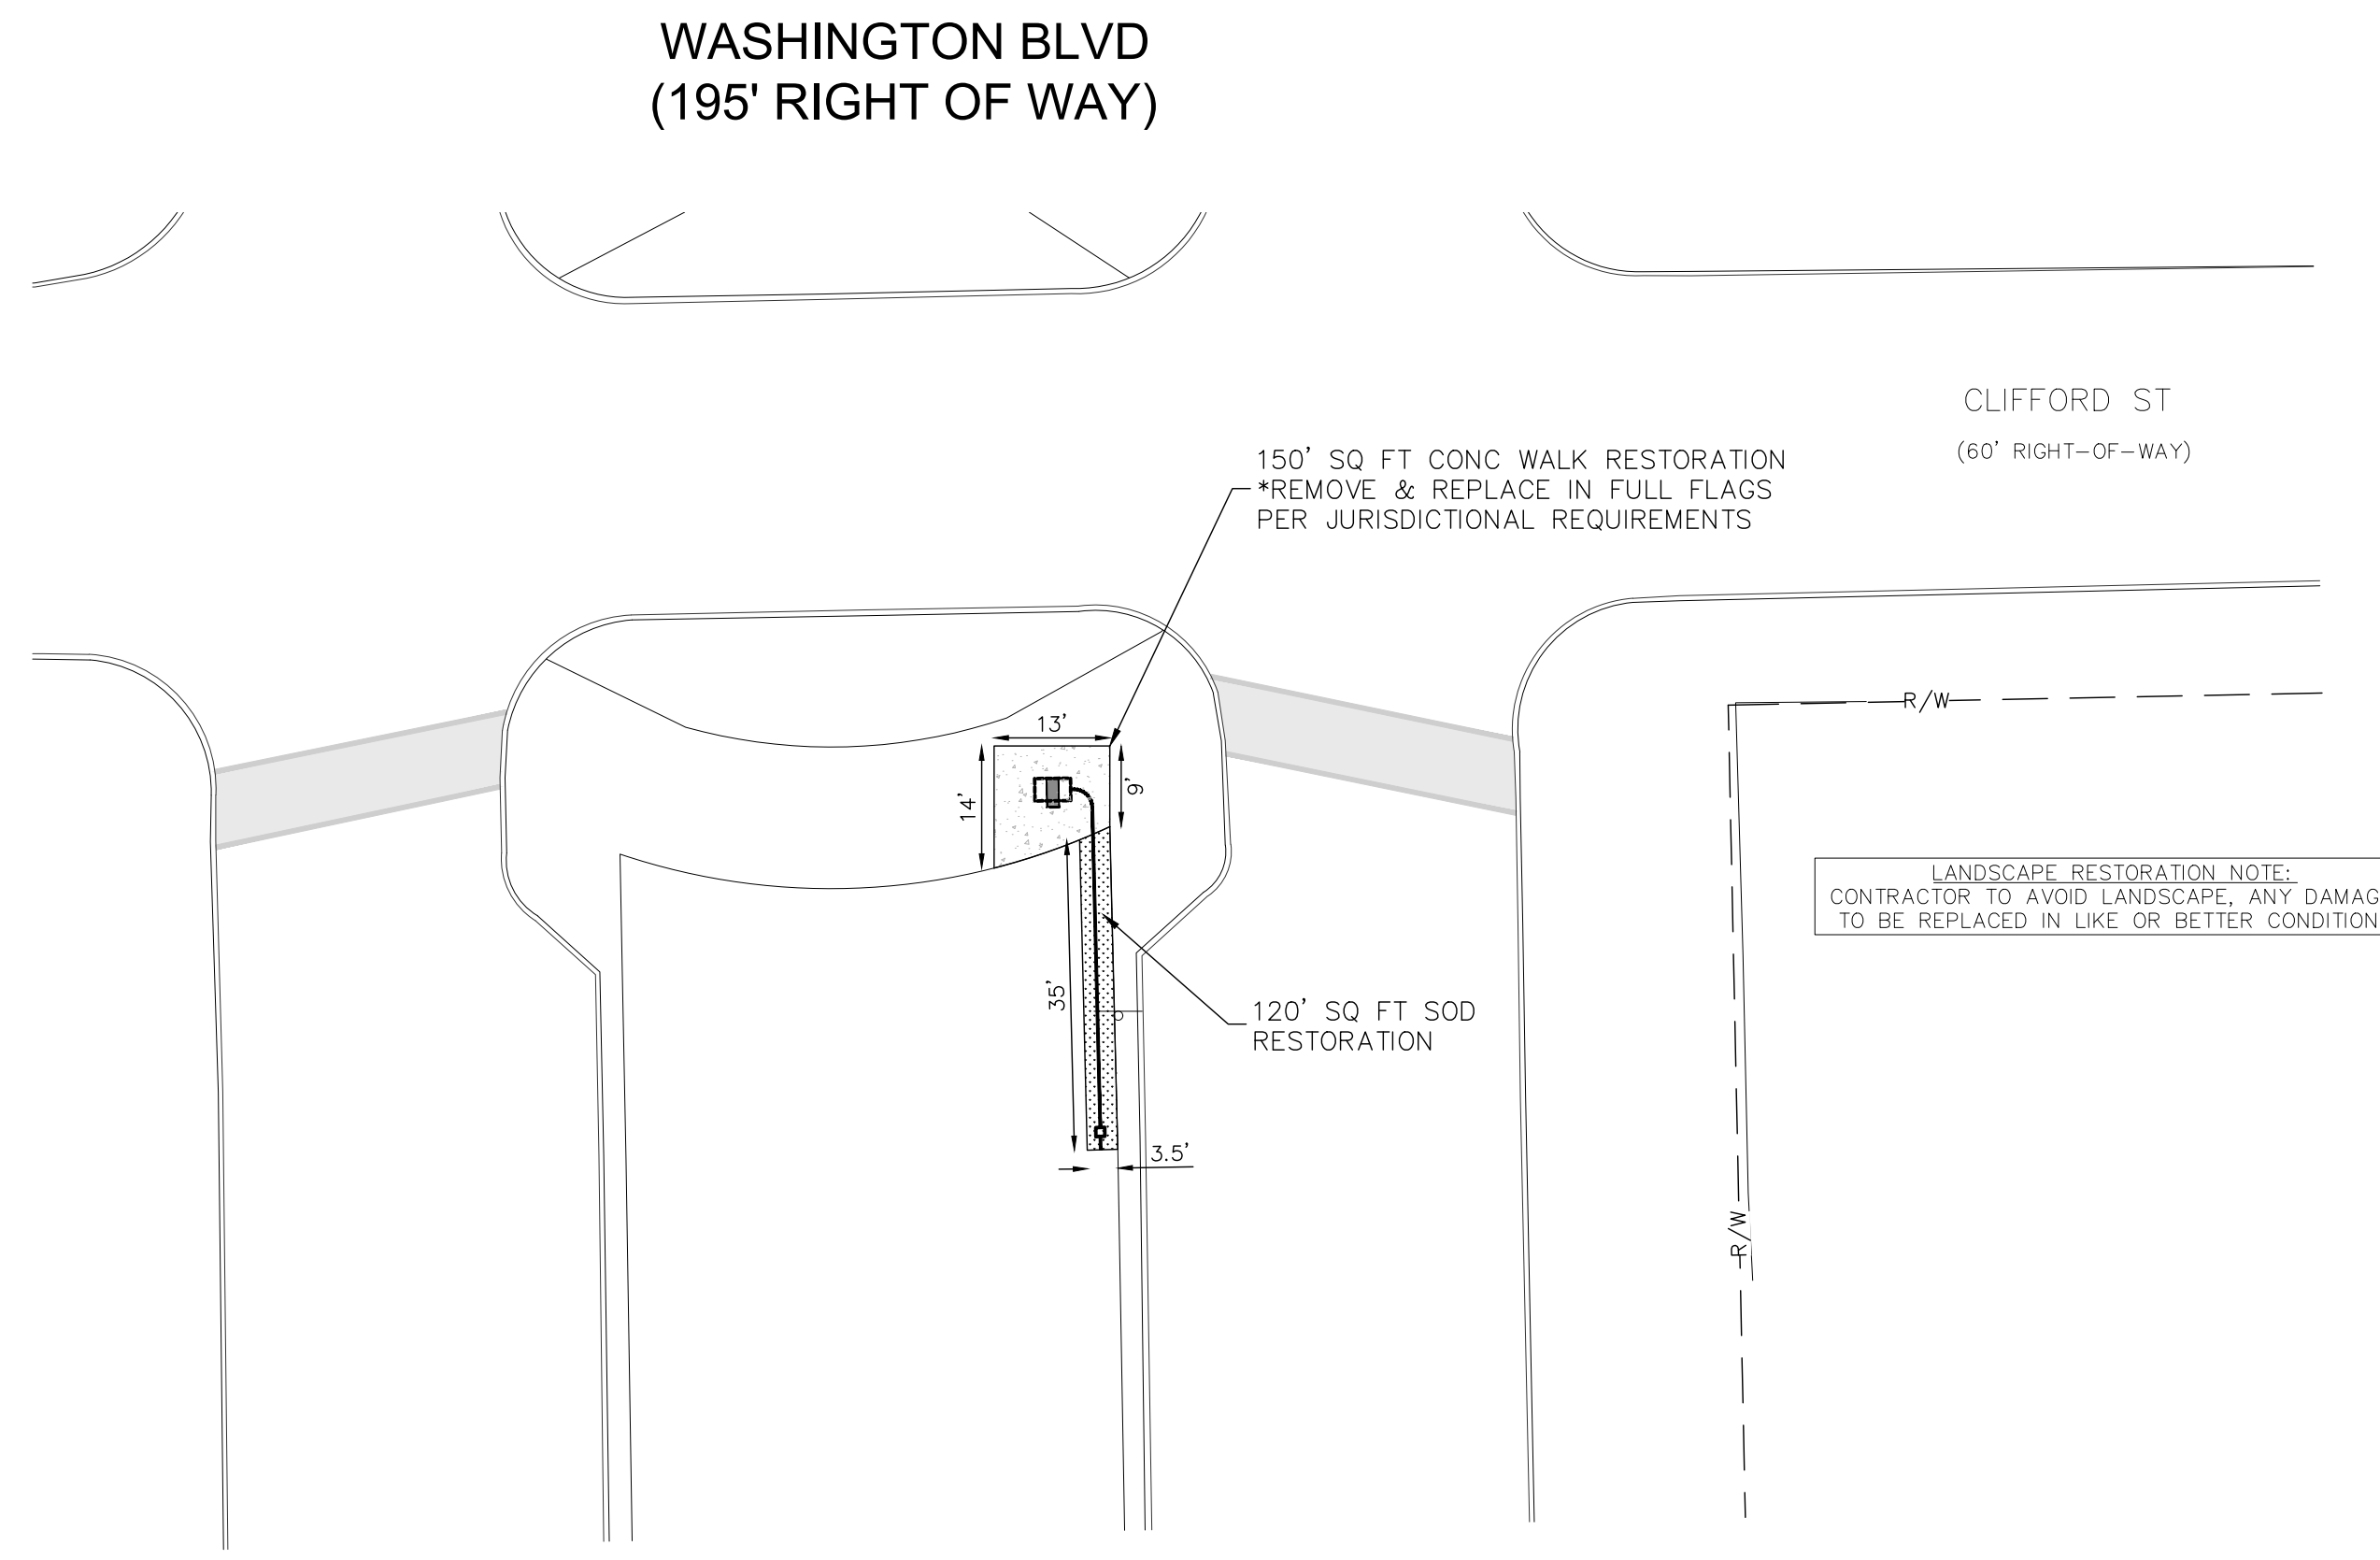 WASHINGTON BLVD
(195' RIGHT OF WAY)
CLIFFORD ST
(60' RIGHT-OF-WAY)
150' SQ FT CONC WALK RESTORATION
*REMOVE & REPLACE IN FULL FLAGS
PER JURISDICTIONAL REQUIREMENTS
R/W
13'
14'
9'
LANDSCAPE RESTORATION NOTE:
CONTRACTOR TO AVOID LANDSCAPE, ANY DAMAG
TO BE REPLACED IN LIKE OR BETTER CONDITION
35'
120' SQ FT SOD
RESTORATION
3.5'
R/W